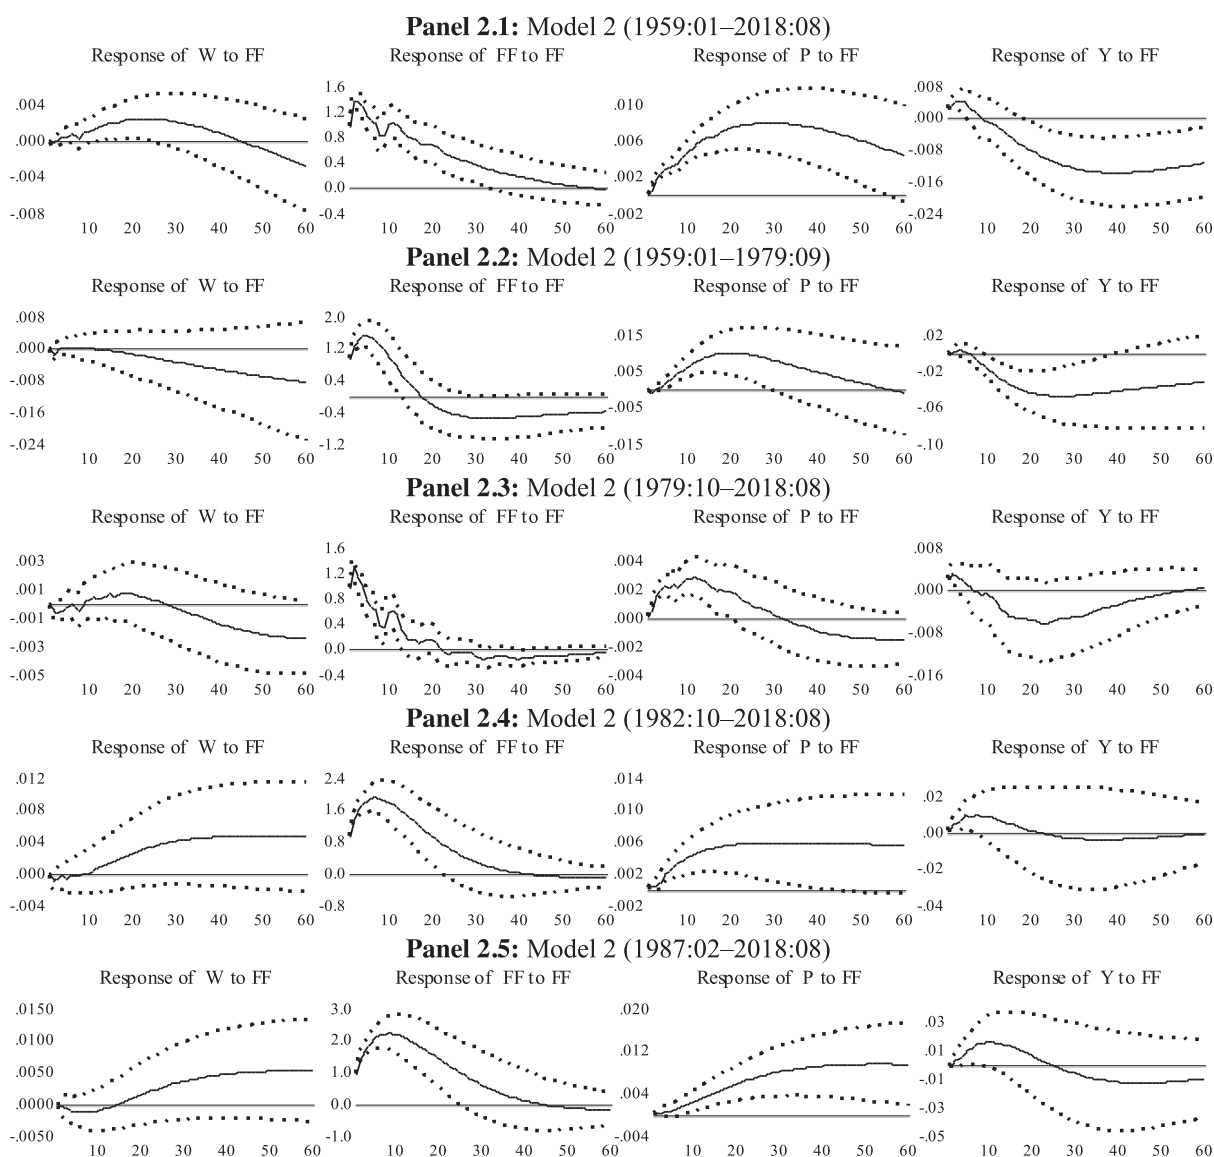 Panel 2.1: Model 2 (1959:01–2018:08)
Response of W to FF
Response of FF to FF
Response of P to FF
Response of Y to FF
.004
.000
-.004
-.008
10 20 30 40 50 60
1.6
1.2
0.8
0.4
0.0
-0.4
10 20 30 40 50 60
.010
.006
.002
-.002
10 20 30 40 50 60
.008
.000
-.008
-.016
-.024
10 20 30 40 50 60
Panel 2.2: Model 2 (1959:01–1979:09)
Response of W to FF
Response of FF to FF
Response of P to FF
Response of Y to FF
.008
.000
-.008
-.016
-.024
10 20 30 40 50 60
2.0
1.2
0.4
-0.4
-1.2
10 20 30 40 50 60
.015
.005
-.005
-.015
10 20 30 40 50 60
.02
-.02
-.06
-.10
10 20 30 40 50 60
Panel 2.3: Model 2 (1979:10–2018:08)
Response of W to FF
Response of FF to FF
Response of P to FF
Response of Y to FF
.003
.001
-.001
-.003
-.005
10 20 30 40 50 60
1.6
1.2
0.8
0.4
0.0
-0.4
10 20 30 40 50 60
.004
.002
.000
-.002
-.004
10 20 30 40 50 60
.008
.000
-.008
-.016
10 20 30 40 50 60
Panel 2.4: Model 2 (1982:10–2018:08)
Response of W to FF
Response of FF to FF
Response of P to FF
Response of Y to FF
.012
.008
.004
.000
-.004
10 20 30 40 50 60
2.4
1.6
0.8
0.0
-0.8
10 20 30 40 50 60
.014
.010
.006
.002
-.002
10 20 30 40 50 60
.02
.00
-.02
-.04
10 20 30 40 50 60
Panel 2.5: Model 2 (1987:02–2018:08)
Response of W to FF
Response of FF to FF
Response of P to FF
Response of Y to FF
.0150
.0100
.0050
.0000
-.0050
10 20 30 40 50 60
3.0
2.0
1.0
0.0
-1.0
10 20 30 40 50 60
.020
.012
.004
-.004
10 20 30 40 50 60
.03
.01
-.01
-.03
-.05
10 20 30 40 50 60